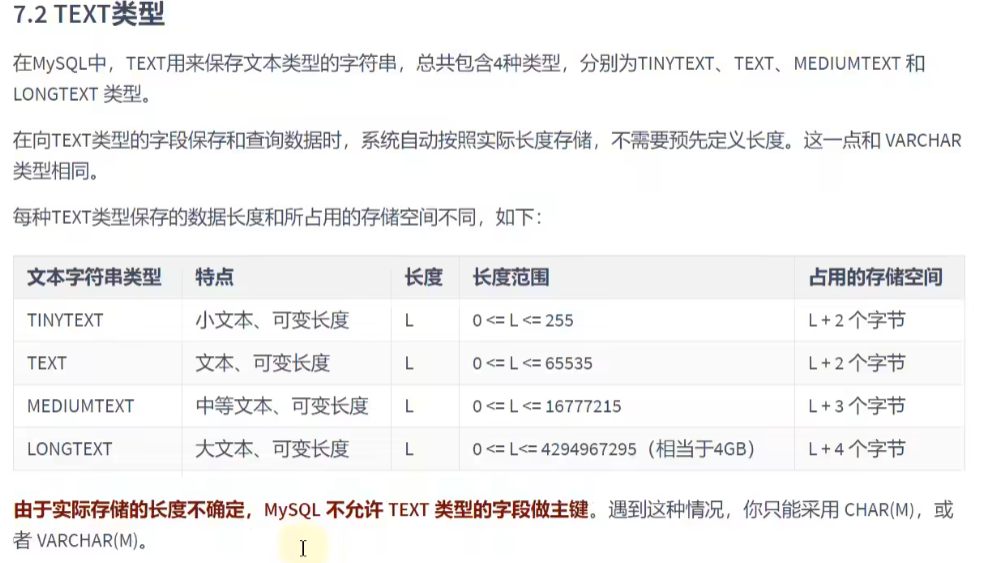 7.2 TEXT类型
在MySQL中，TEXT用来保存文本类型的字符串，总共包含4种类型，分别为TINYTEXT、TEXT、MEDIUMTEXT 和
LONGTEXT 类型。
在向TEXT类型的字段保存和查询数据时，系统自动按照实际长度存储，不需要预先定义长度。这一点和 VARCHAR
类型相同。
每种TEXT类型保存的数据长度和所占用的存储空间不同，如下：
文本字符串类型 特点 长度 长度范围 占用的存储空间
TINYTEXT 小文本、可变长度 L 0 <= L <= 255 L + 2 个字节
TEXT 文本、可变长度 L 0 <= L <= 65535 L + 2 个字节
MEDIUMTEXT 中等文本、可变长度 L 0 <= L <= 16777215 L + 3 个字节
LONGTEXT 大文本、可变长度 L 0 <= L<= 4294967295（相当于4GB） L + 4 个字节
由于实际存储的长度不确定，MySQL 不允许 TEXT 类型的字段做主键。遇到这种情况，你只能采用 CHAR(M)，或
者 VARCHAR(M)。